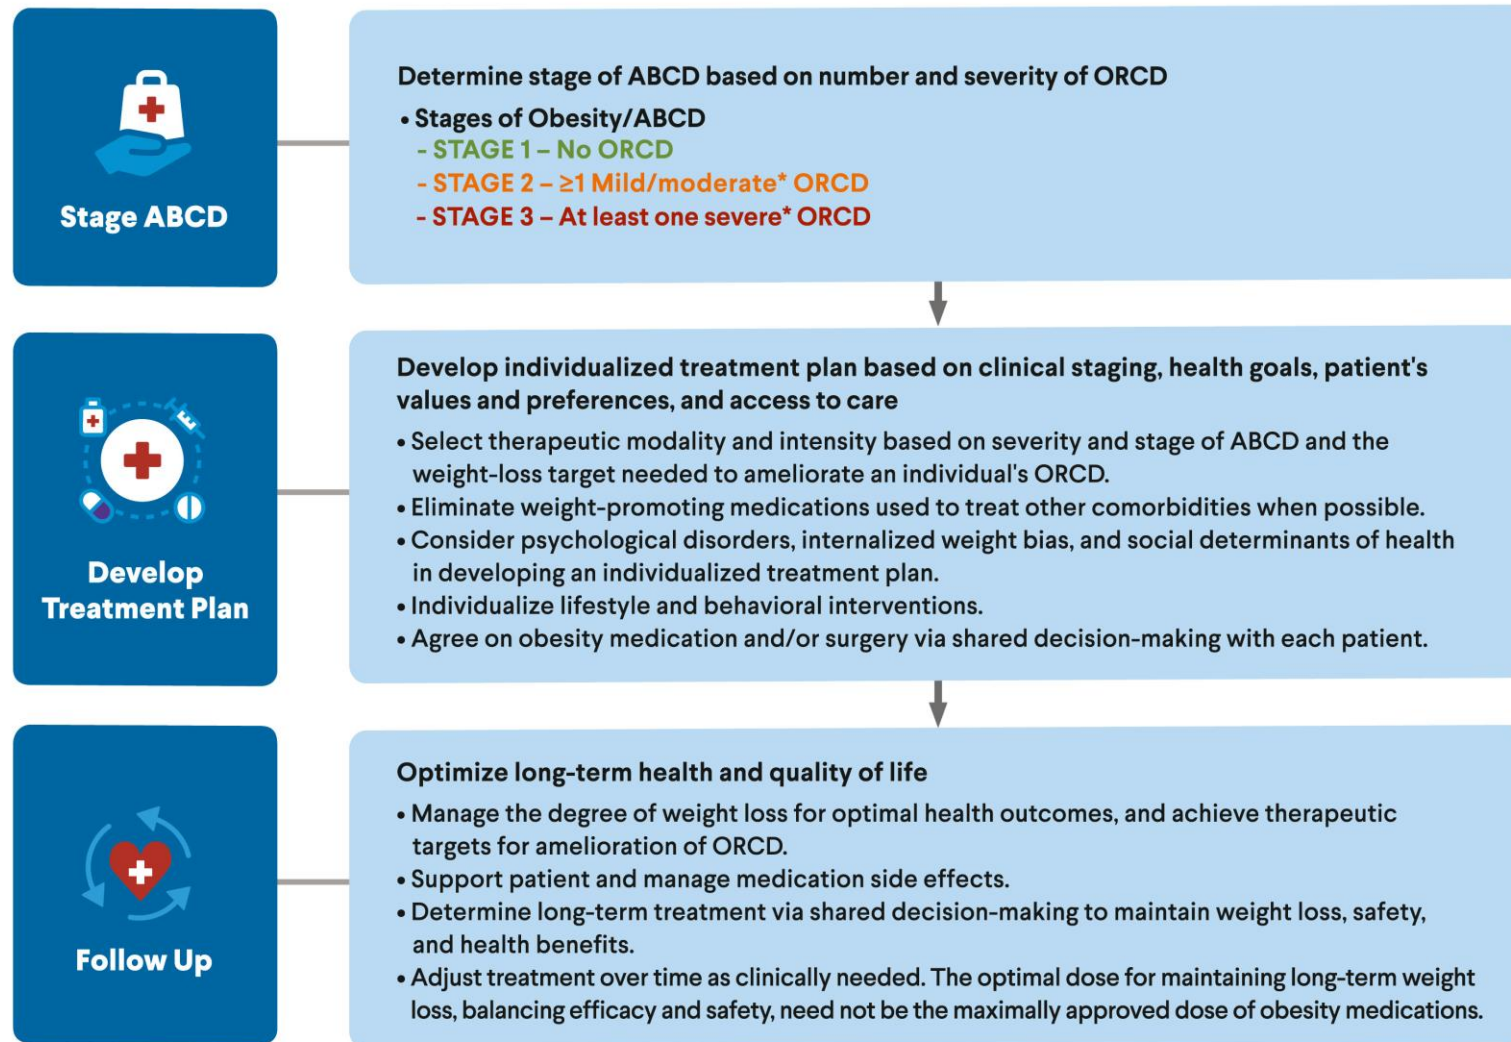 Stage ABCD
Determine stage of ABCD based on number and severity of ORCD
• Stages of Obesity/ABCD
- STAGE 1 – No ORCD
- STAGE 2 – ≥1 Mild/moderate* ORCD
- STAGE 3 – At least one severe* ORCD
Develop
Treatment Plan
Develop individualized treatment plan based on clinical staging, health goals, patient's
values and preferences, and access to care
• Select therapeutic modality and intensity based on severity and stage of ABCD and the
weight-loss target needed to ameliorate an individual's ORCD.
• Eliminate weight-promoting medications used to treat other comorbidities when possible.
• Consider psychological disorders, internalized weight bias, and social determinants of health
in developing an individualized treatment plan.
• Individualize lifestyle and behavioral interventions.
• Agree on obesity medication and/or surgery via shared decision-making with each patient.
Follow Up
Optimize long-term health and quality of life
• Manage the degree of weight loss for optimal health outcomes, and achieve therapeutic
targets for amelioration of ORCD.
• Support patient and manage medication side effects.
• Determine long-term treatment via shared decision-making to maintain weight loss, safety,
and health benefits.
• Adjust treatment over time as clinically needed. The optimal dose for maintaining long-term weight
loss, balancing efficacy and safety, need not be the maximally approved dose of obesity medications.